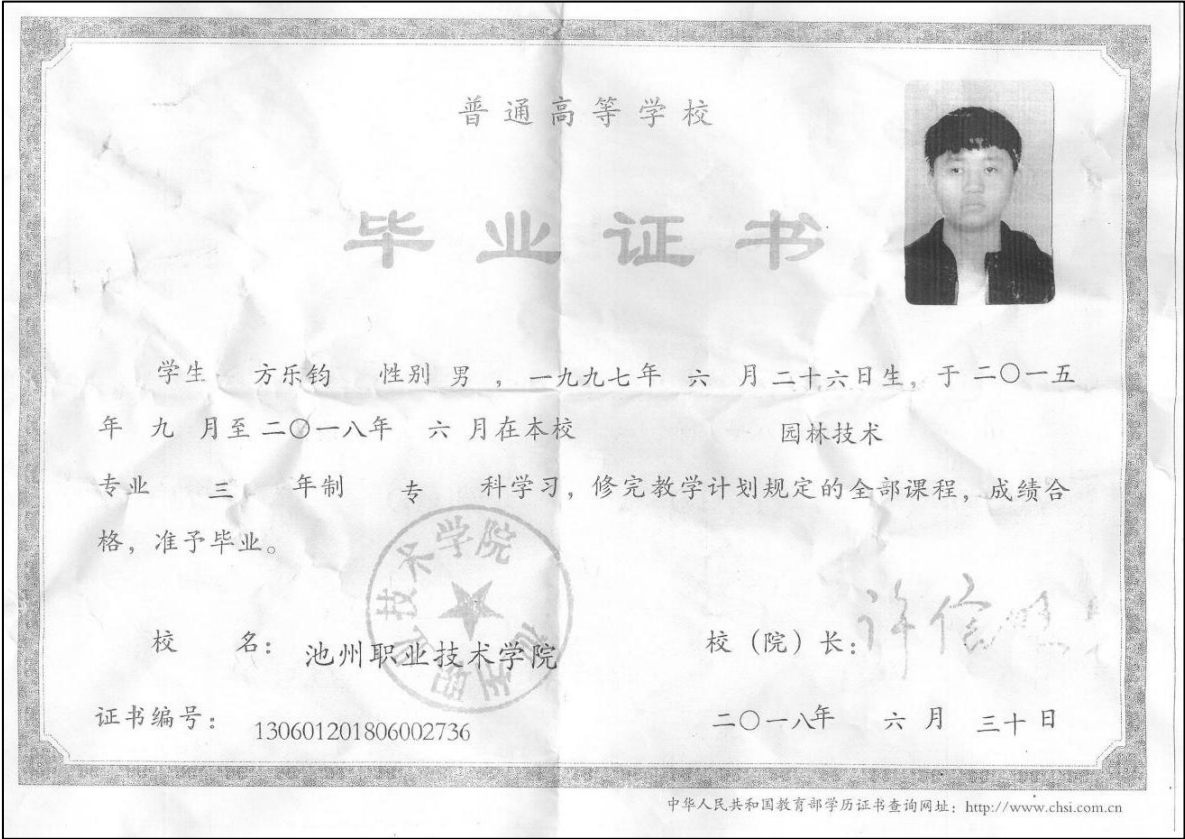 普通高等学校
毕业证书
学生 方乐钧 性别 男 , 一九九七年 六 月二十六日生, 于 二〇一五
年 九 月至 二〇一八年 六 月在本校 园林技术
专业 三 年制 专 科学习, 修完教学计划规定的全部课程, 成绩合
格, 准予毕业。
校 名: 池州职业技术学院
校（院）长:
证书编号: 130601201806002736
二〇一八年 六 月 三十 日
中华人民共和国教育部学历证书查询网址: http://www.chsi.com.cn